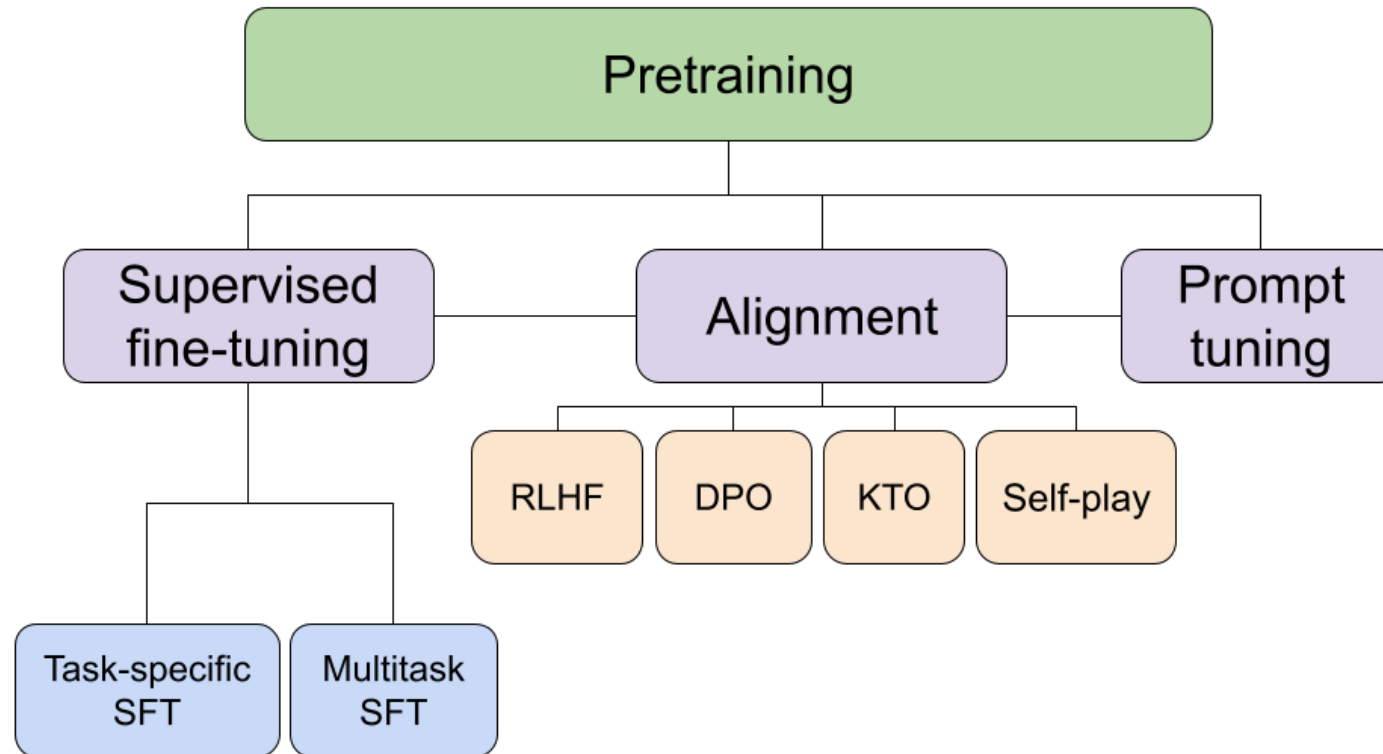 Pretraining
Supervised
fine-tuning
Alignment
Prompt
tuning
RLHF
DPO
KTO
Self-play
Task-specific
SFT
Multitask
SFT